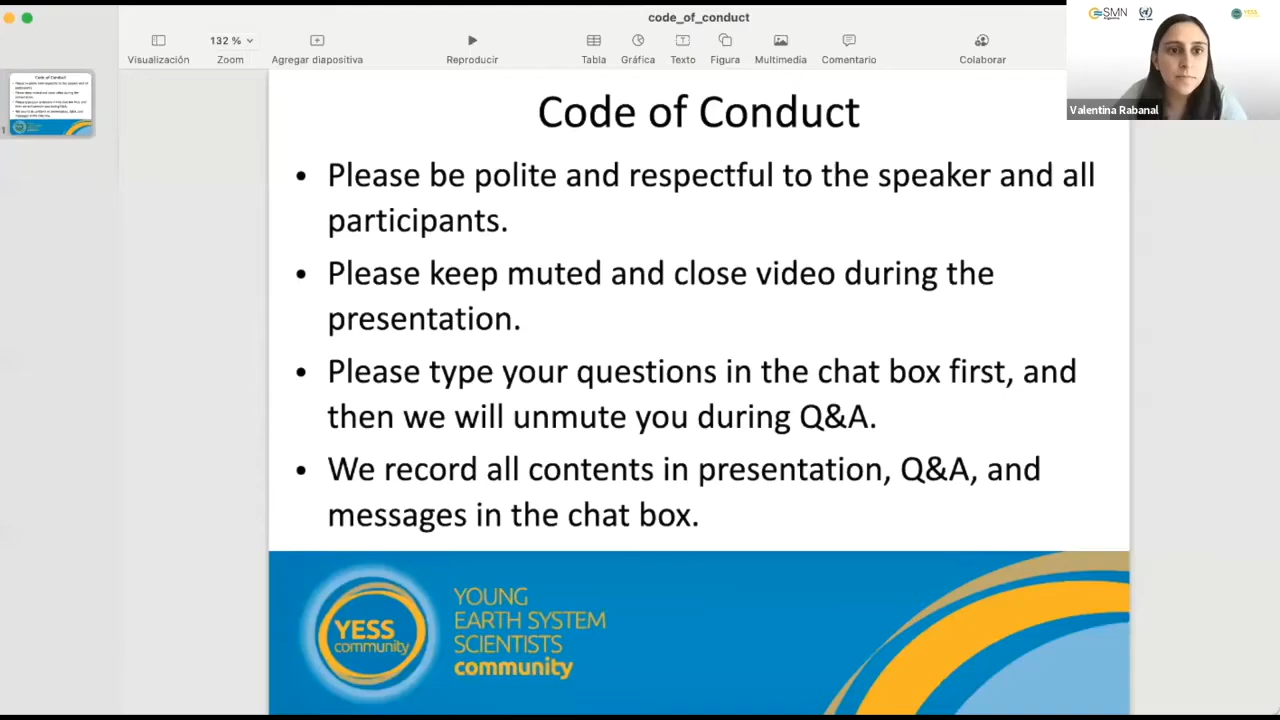 code_of_conduct
132 %
Visualización
Zoom
Agregar diapositiva
Reproducir
Tabla
Gráfica
Texto
Figura
Multimedia
Comentario
Colaborar
SMN
Valentina Rabanal
1
Code of Conduct
• Please be polite and respectful to the speaker and all
participants.
• Please keep muted and close video during the
presentation.
• Please type your questions in the chat box first, and
then we will unmute you during Q&A.
• We record all contents in presentation, Q&A, and
messages in the chat box.
YESS
community
YOUNG
EARTH SYSTEM
SCIENTISTS
community